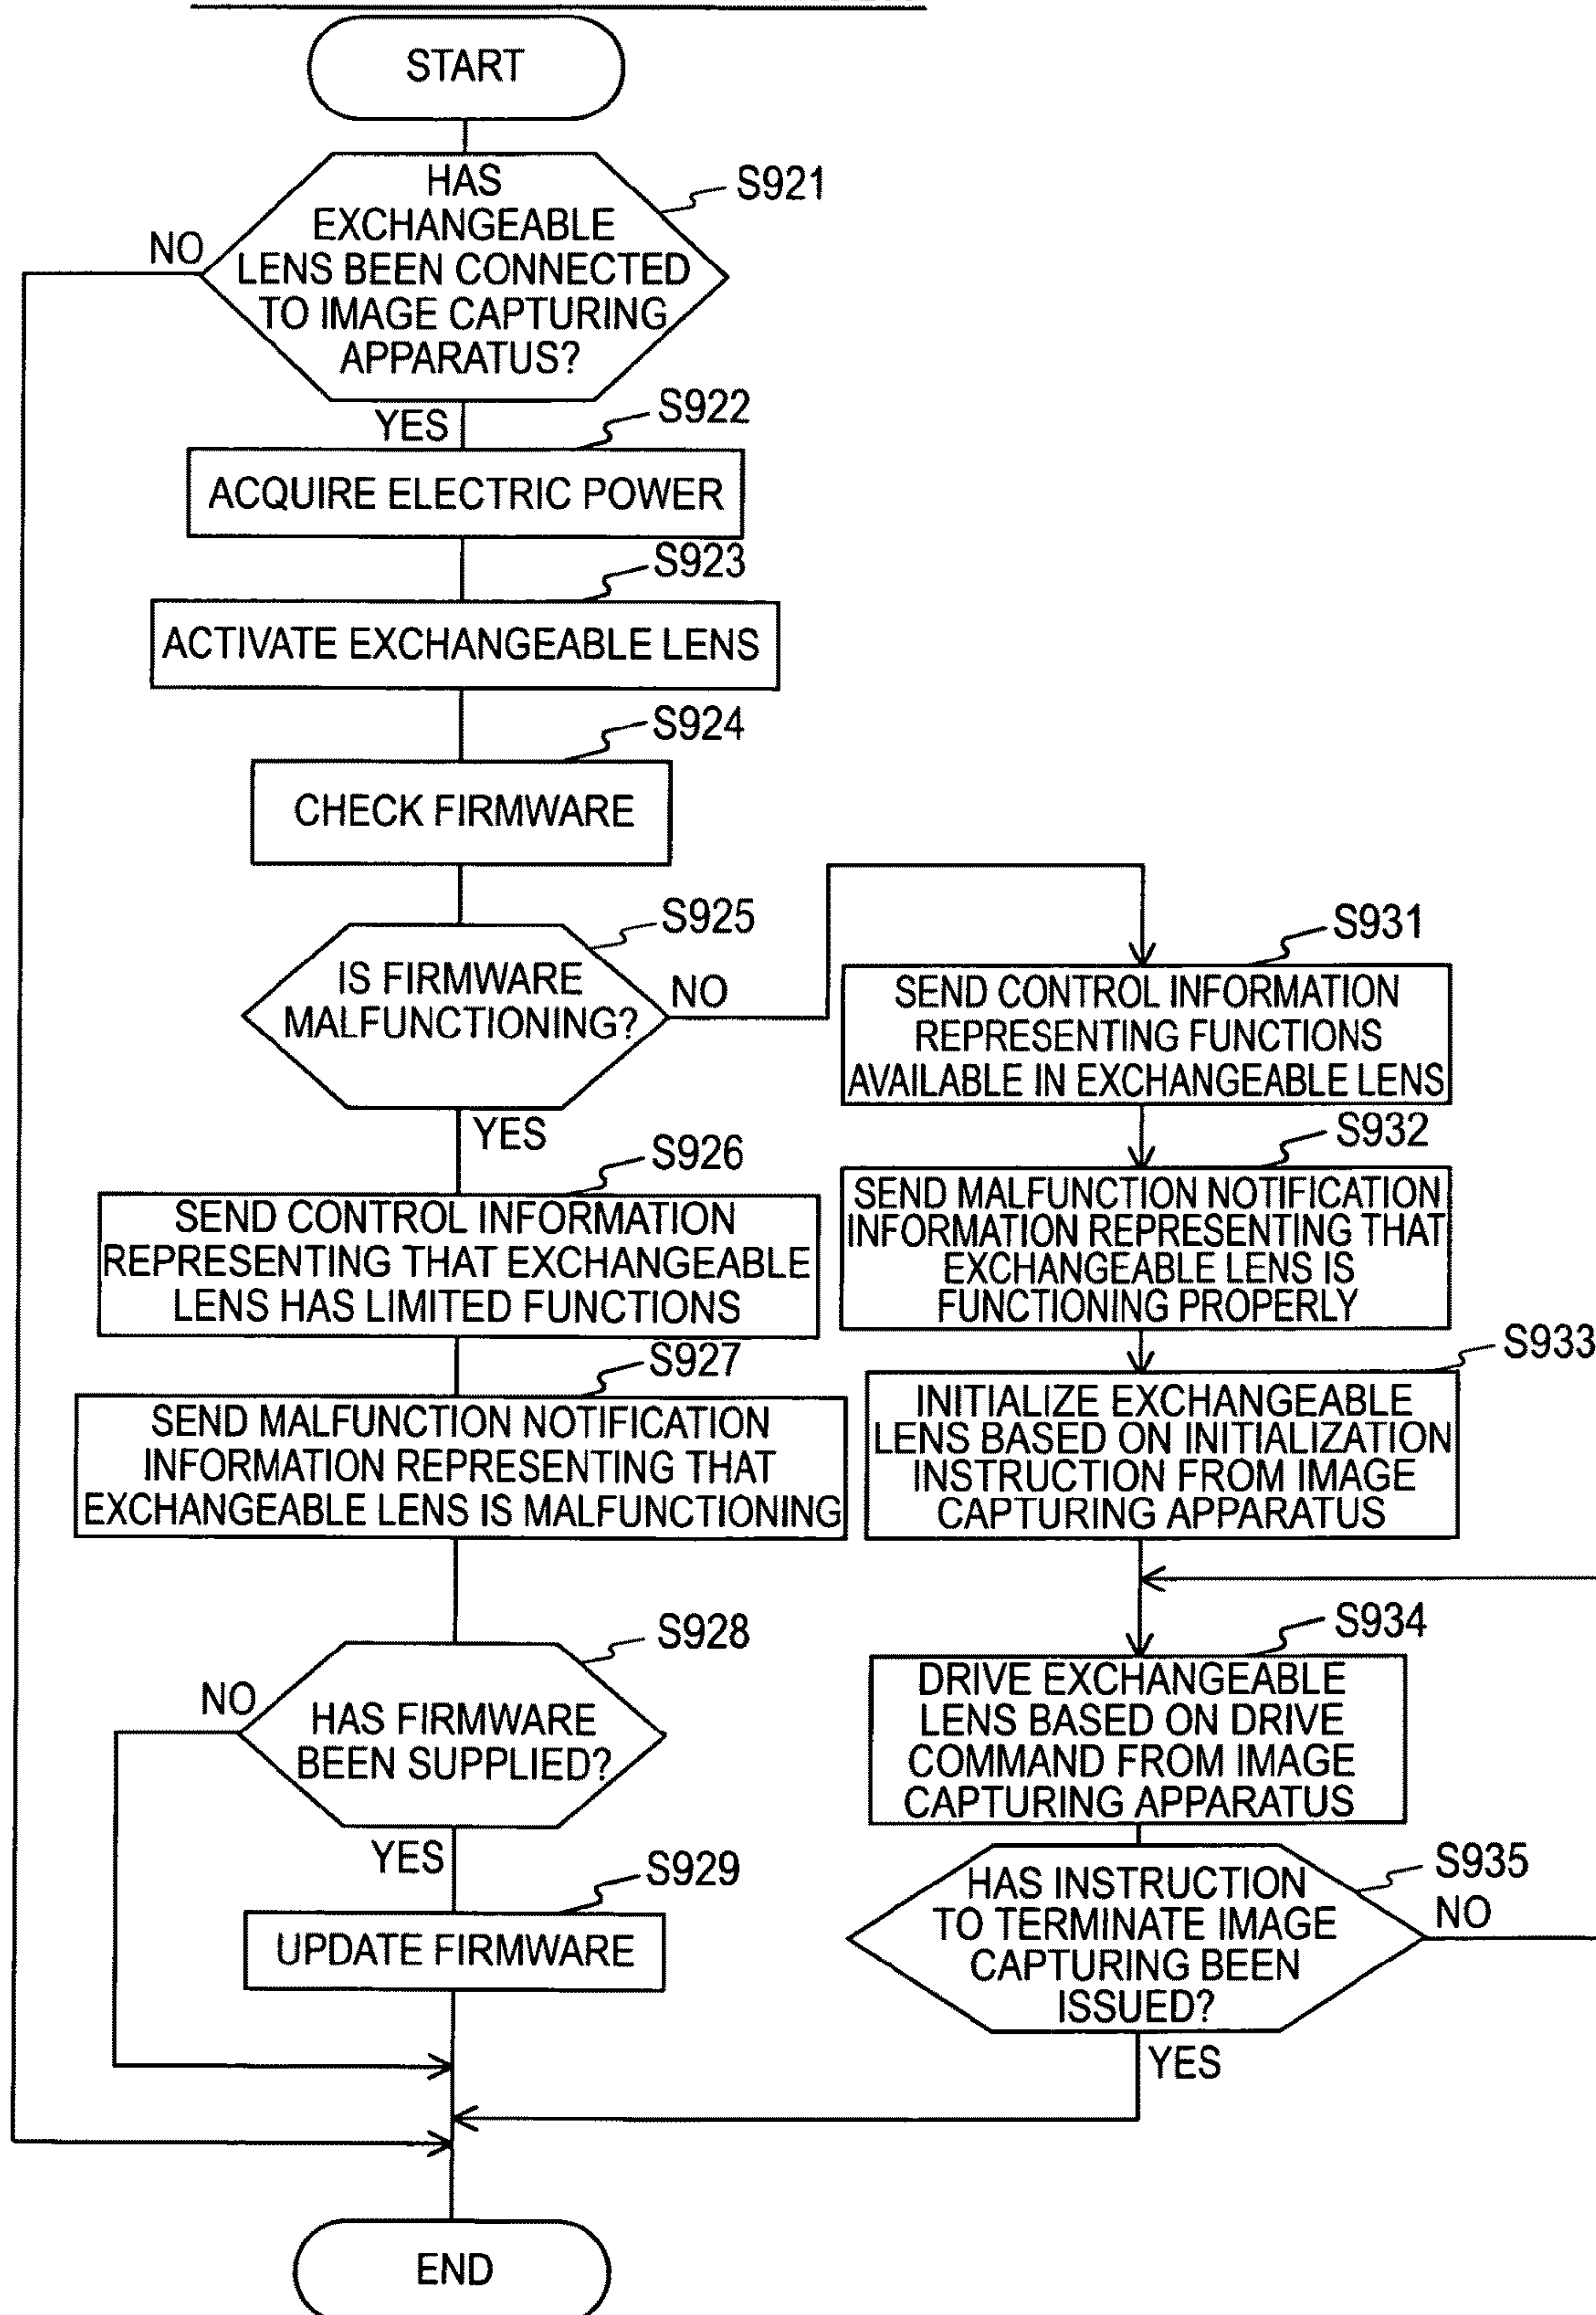 START
HAS
EXCHANGEABLE
LENS BEEN CONNECTED
TO IMAGE CAPTURING
APPARATUS?
S921
NO
YES
S922
ACQUIRE ELECTRIC POWER
S923
ACTIVATE EXCHANGEABLE LENS
S924
CHECK FIRMWARE
S925
IS FIRMWARE
MALFUNCTIONING?
NO
YES
S926
SEND CONTROL INFORMATION
REPRESENTING THAT EXCHANGEABLE
LENS HAS LIMITED FUNCTIONS
S927
SEND MALFUNCTION NOTIFICATION
INFORMATION REPRESENTING THAT
EXCHANGEABLE LENS IS MALFUNCTIONING
S928
NO
HAS FIRMWARE
BEEN SUPPLIED?
YES
S929
UPDATE FIRMWARE
S931
SEND CONTROL INFORMATION
REPRESENTING FUNCTIONS
AVAILABLE IN EXCHANGEABLE LENS
S932
SEND MALFUNCTION NOTIFICATION
INFORMATION REPRESENTING THAT
EXCHANGEABLE LENS IS
FUNCTIONING PROPERLY
S933
INITIALIZE EXCHANGEABLE
LENS BASED ON INITIALIZATION
INSTRUCTION FROM IMAGE
CAPTURING APPARATUS
S934
DRIVE EXCHANGEABLE
LENS BASED ON DRIVE
COMMAND FROM IMAGE
CAPTURING APPARATUS
S935
HAS INSTRUCTION
TO TERMINATE IMAGE
CAPTURING BEEN
ISSUED?
NO
YES
END